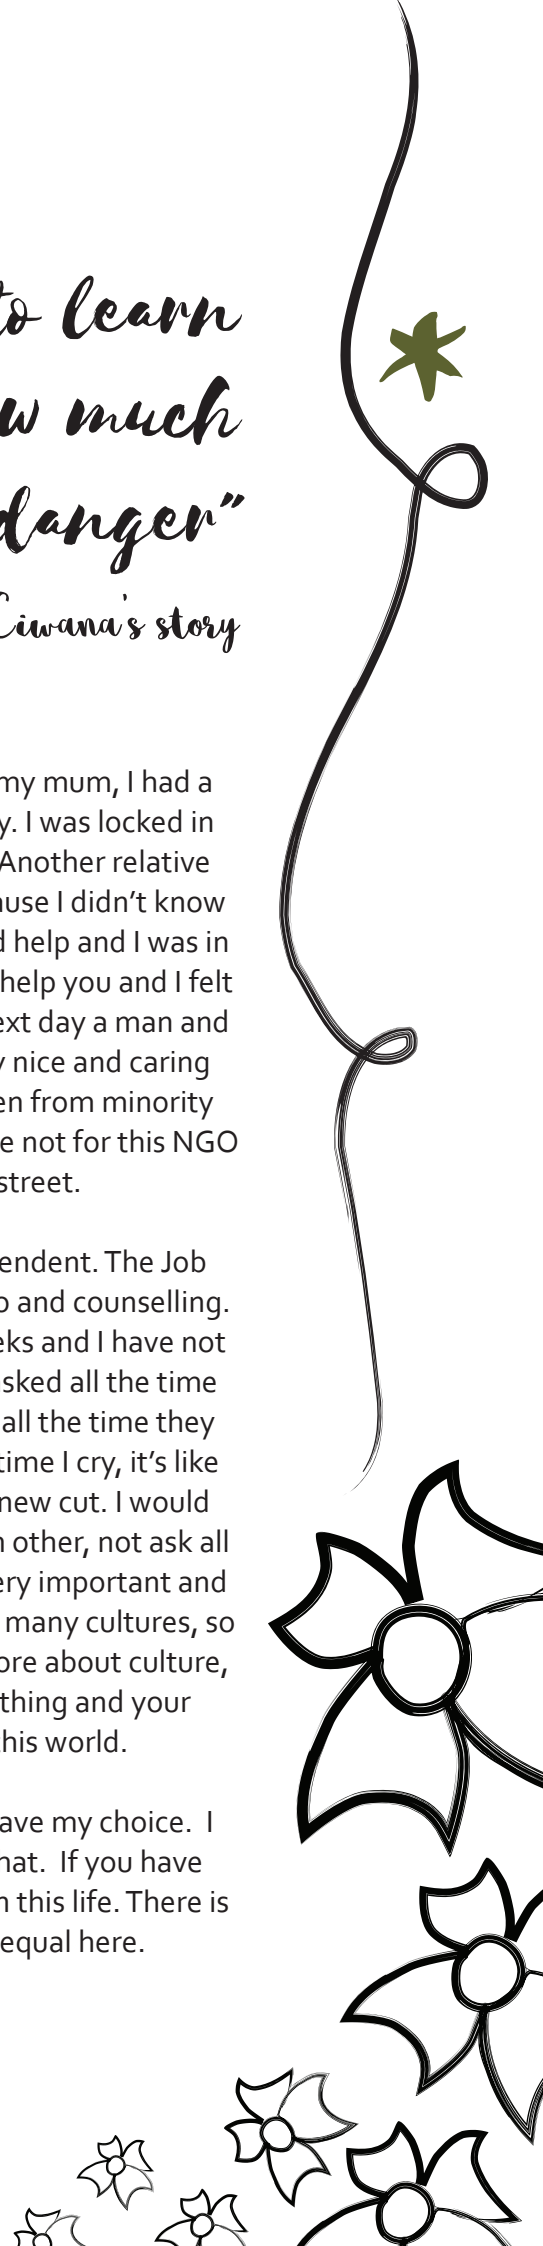 to learn
w much
danger”
Ciwana’s story
my mum, I had a
y. I was locked in
Another relative
ause I didn’t know
d help and I was in
help you and I felt
ext day a man and
y nice and caring
en from minority
e not for this NGO
street.
endent. The Job
o and counselling.
eks and I have not
asked all the time
all the time they
time I cry, it’s like
new cut. I would
h other, not ask all
ery important and
many cultures, so
ore about culture,
thing and your
this world.
ave my choice.  I
hat.  If you have
n this life. There is
equal here.